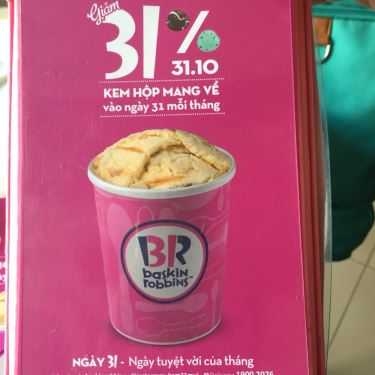 Giảm
31%
31.10
KEM HỘP MANG VỀ
vào ngày 31 mỗi tháng
BR
baskin
robbins
NGÀY 31 - Ngày tuyệt vời của tháng